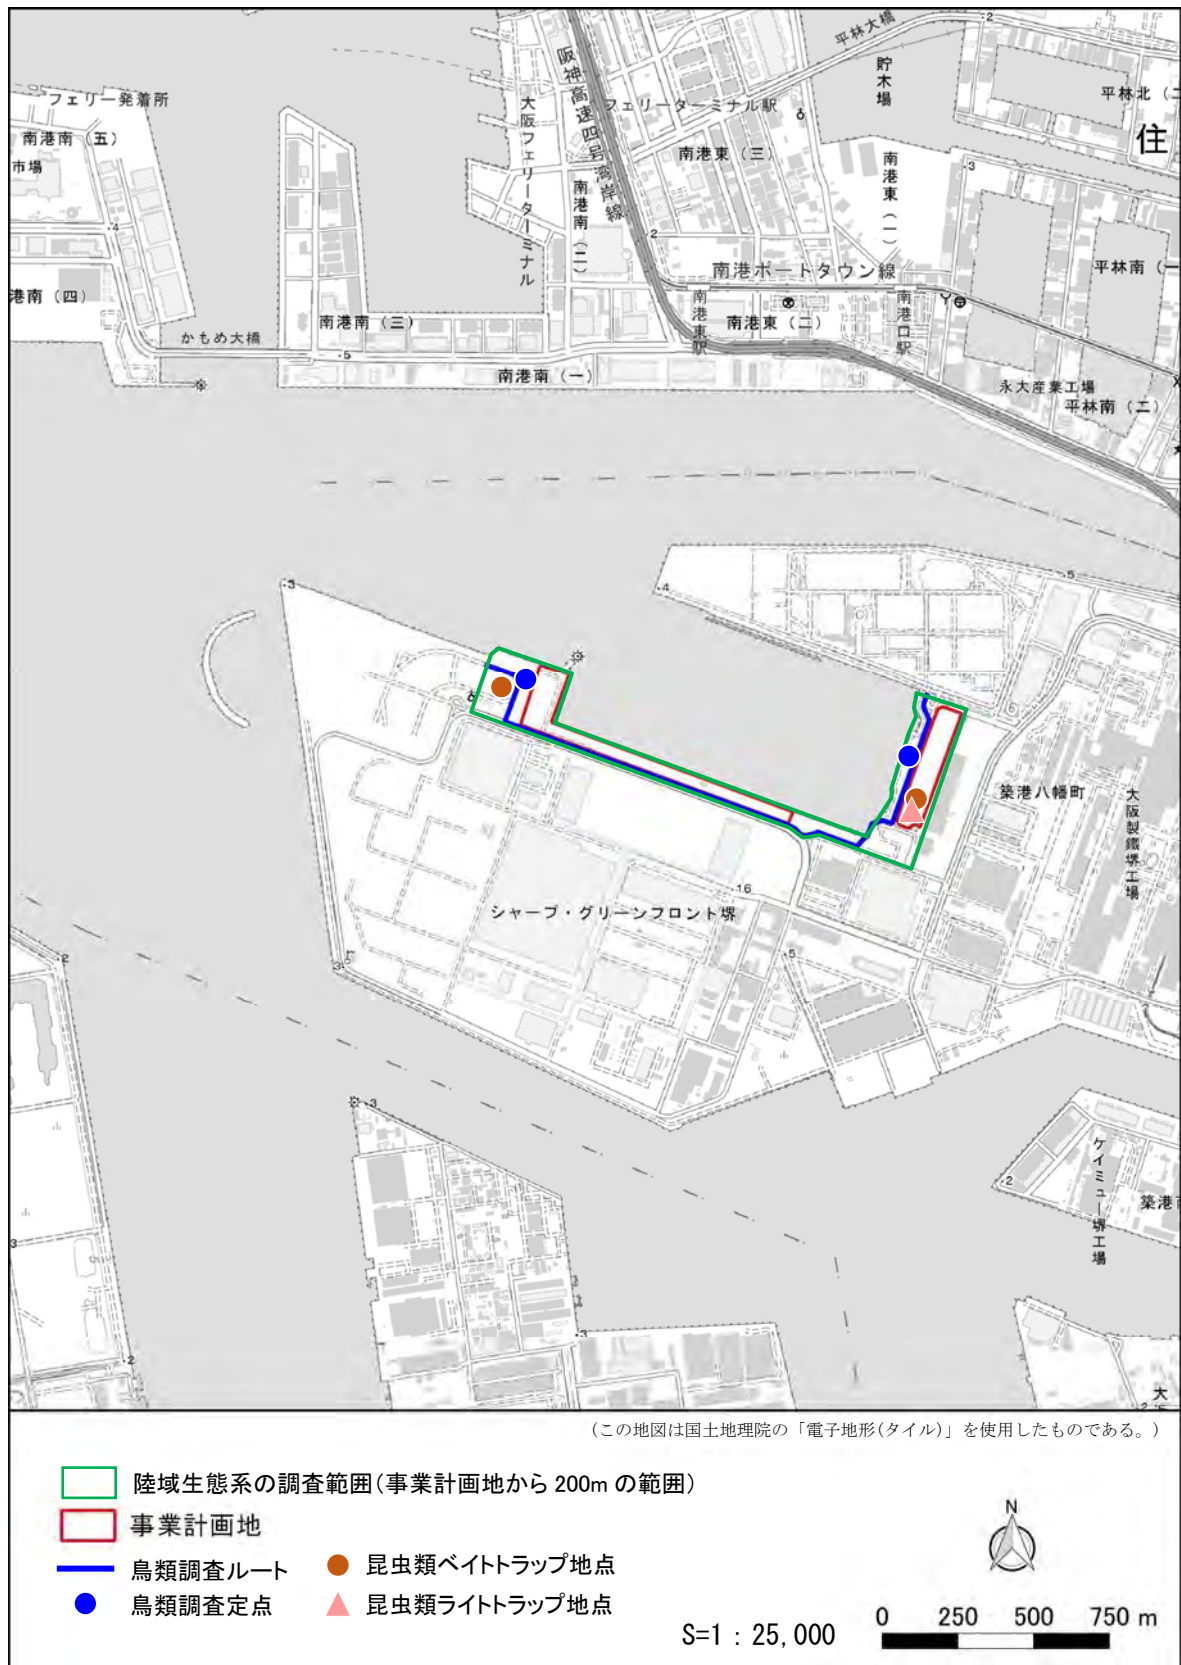 フェリー発着所
南港南（五）
市場
港南（四）
かもめ大橋
南港南（三）
南港南（一）
大阪フェリーターミナル
南港南（二）
阪神高速四号湾岸線
フェリーターミナル駅
南港東（三）
平林大橋
貯木場
南港東（一）
平林北（二
住
南港ポートタウン線
南港東駅
南港東（二）
南港口駅
平林南（一
永大産業工場
平林南（二）
築港八幡町
大阪製鐵堺工場
シャープ・グリーンフロント堺
16
ケイミュー堺工場
築港南
大
（この地図は国土地理院の「電子地形(タイル)」を使用したものである。）
陸域生態系の調査範囲(事業計画地から 200m の範囲)
事業計画地
鳥類調査ルート
昆虫類ベイトトラップ地点
鳥類調査定点
昆虫類ライトトラップ地点
N
S=1 : 25,000
0 250 500 750 m